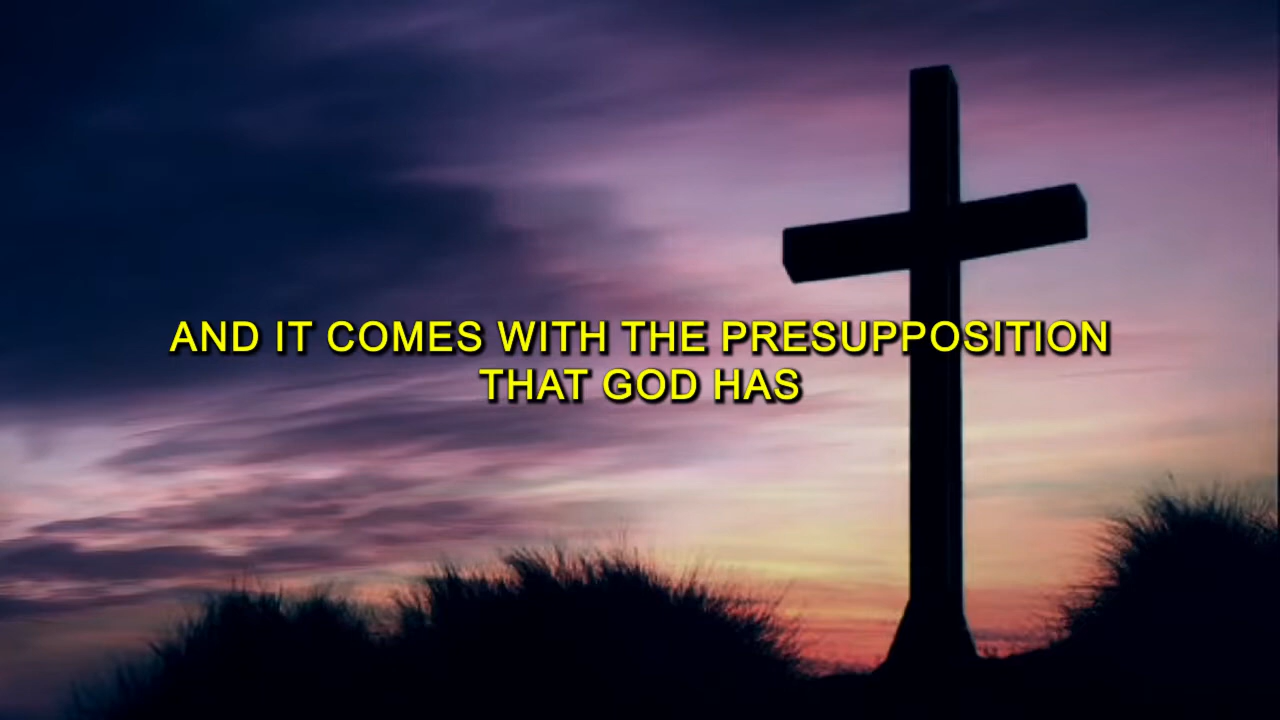 AND IT COMES WITH THE PRESUPPOSITION
THAT GOD HAS